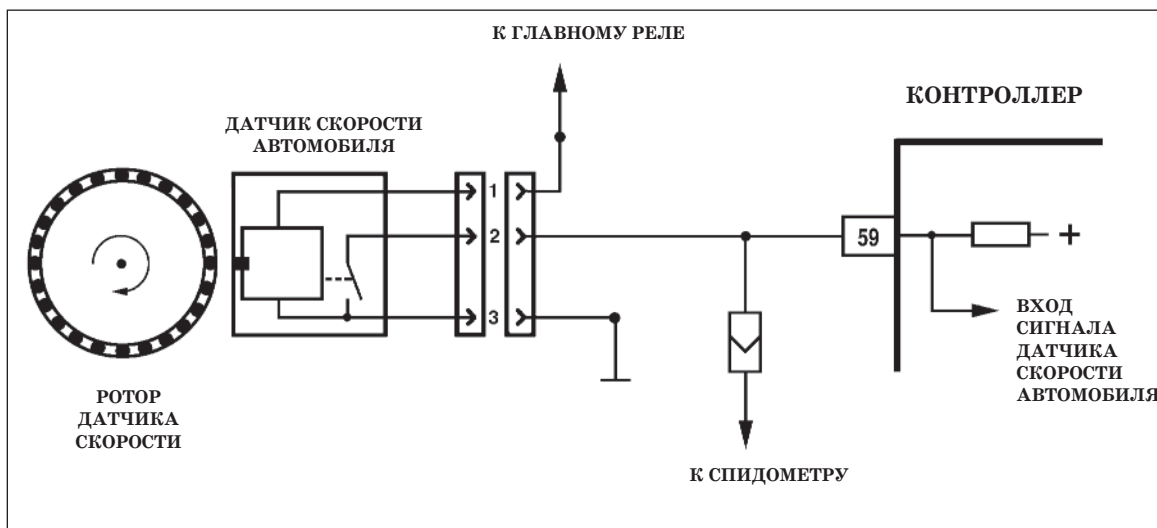 К ГЛАВНОМУ РЕЛЕ
КОНТРОЛЛЕР
ДАТЧИК СКОРОСТИ
АВТОМОБИЛЯ
1
2
3
59
+
ВХОД
СИГНАЛА
ДАТЧИКА
СКОРОСТИ
АВТОМОБИЛЯ
РОТОР
ДАТЧИКА
СКОРОСТИ
К СПИДОМЕТРУ